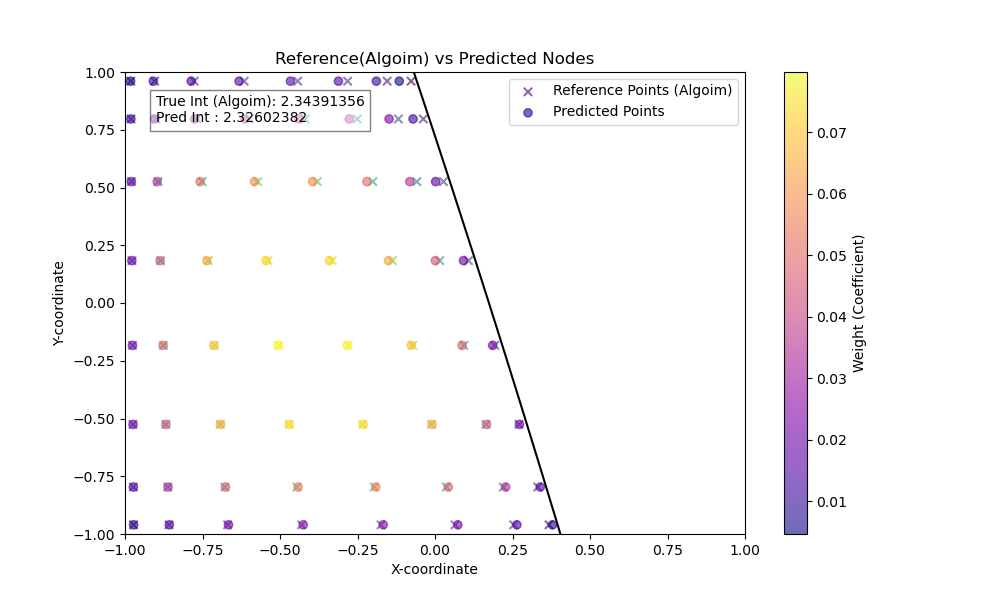 Reference(Algoim) vs Predicted Nodes
True Int (Algoim): 2.34391356
Pred Int : 2.32602382
Reference Points (Algoim)
Predicted Points
1.00
0.75
0.50
0.25
0.00
−0.25
−0.50
−0.75
−1.00
Y-coordinate
−1.00 −0.75 −0.50 −0.25 0.00 0.25 0.50 0.75 1.00
X-coordinate
0.07
0.06
0.05
0.04
0.03
0.02
0.01
Weight (Coefficient)